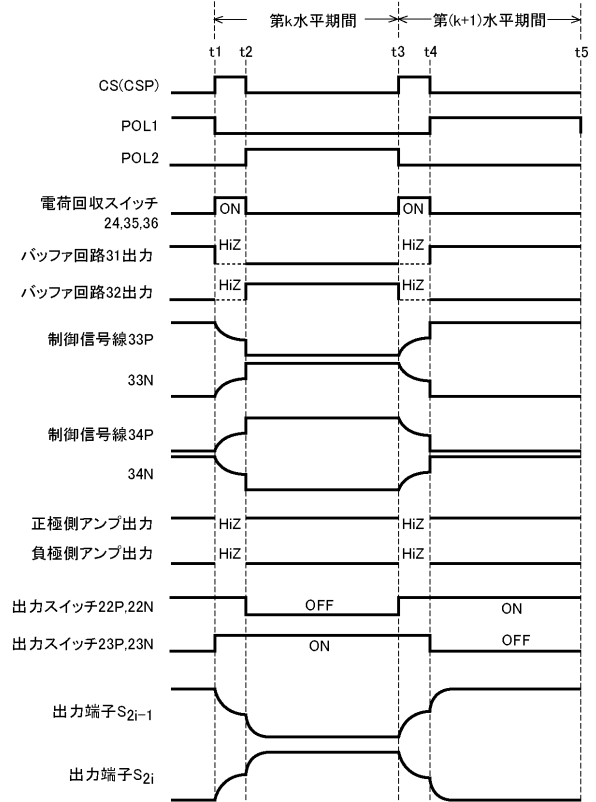 第k水平期間
第(k+1)水平期間
t1
t2
t3
t4
t5
CS(CSP)
POL1
POL2
電荷回収スイッチ
24,35,36
ON
ON
バッファ回路31出力
HiZ
HiZ
バッファ回路32出力
HiZ
HiZ
制御信号線33P
33N
制御信号線34P
34N
正極側アンプ出力
HiZ
HiZ
負極側アンプ出力
HiZ
HiZ
出力スイッチ22P,22N
OFF
ON
出力スイッチ23P,23N
ON
OFF
出力端子S2i−1
出力端子S2i